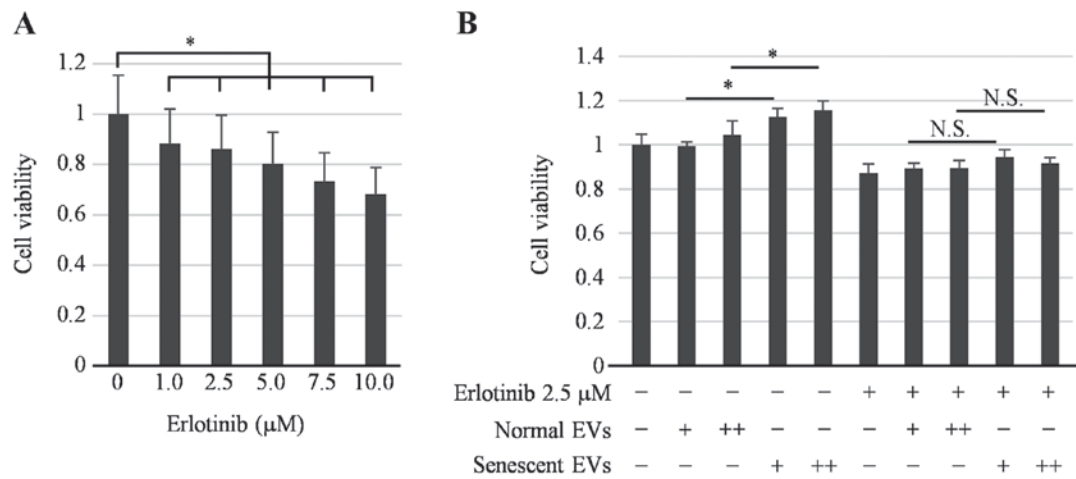 A
*
1.2
1
0.8
0.6
0.4
0.2
0
Cell viability
0 1.0 2.5 5.0 7.5 10.0
Erlotinib (μM)
B
1.4
1.2
1
0.8
0.6
0.4
0.2
0
Cell viability
*
*
N.S.
N.S.
Erlotinib 2.5 μM − − − − − + + + + +
Normal EVs − + ++ − − − + ++ − −
Senescent EVs − − − + ++ − − − + ++